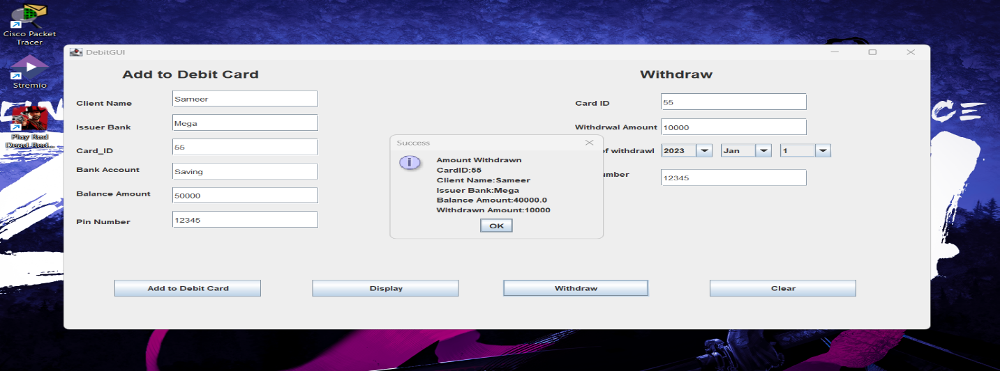 Cisco Packet
Tracer
Stremio
Play Red
Dead Red...
DebitGUI
Add to Debit Card
Client Name
Sameer
Issuer Bank
Mega
Card_ID
55
Bank Account
Saving
Balance Amount
50000
Pin Number
12345
Success
Amount Withdrawn
CardID:55
Client Name:Sameer
Issuer Bank:Mega
Balance Amount:40000.0
Withdrawn Amount:10000
OK
Withdraw
Card ID
55
Withdrwal Amount
10000
of withdrawl
2023
Jan
1
umber
12345
Add to Debit Card
Display
Withdraw
Clear
CE